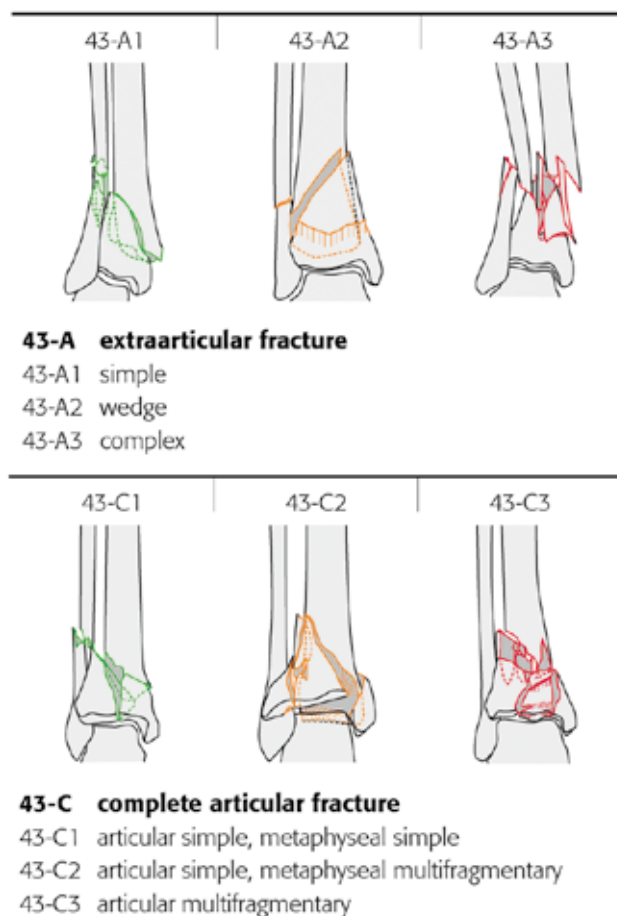 43-A1 43-A2 43-A3
43-A extraarticular fracture
43-A1 simple
43-A2 wedge
43-A3 complex
43-C1 43-C2 43-C3
43-C complete articular fracture
43-C1 articular simple, metaphyseal simple
43-C2 articular simple, metaphyseal multifragmentary
43-C3 articular multifragmentary